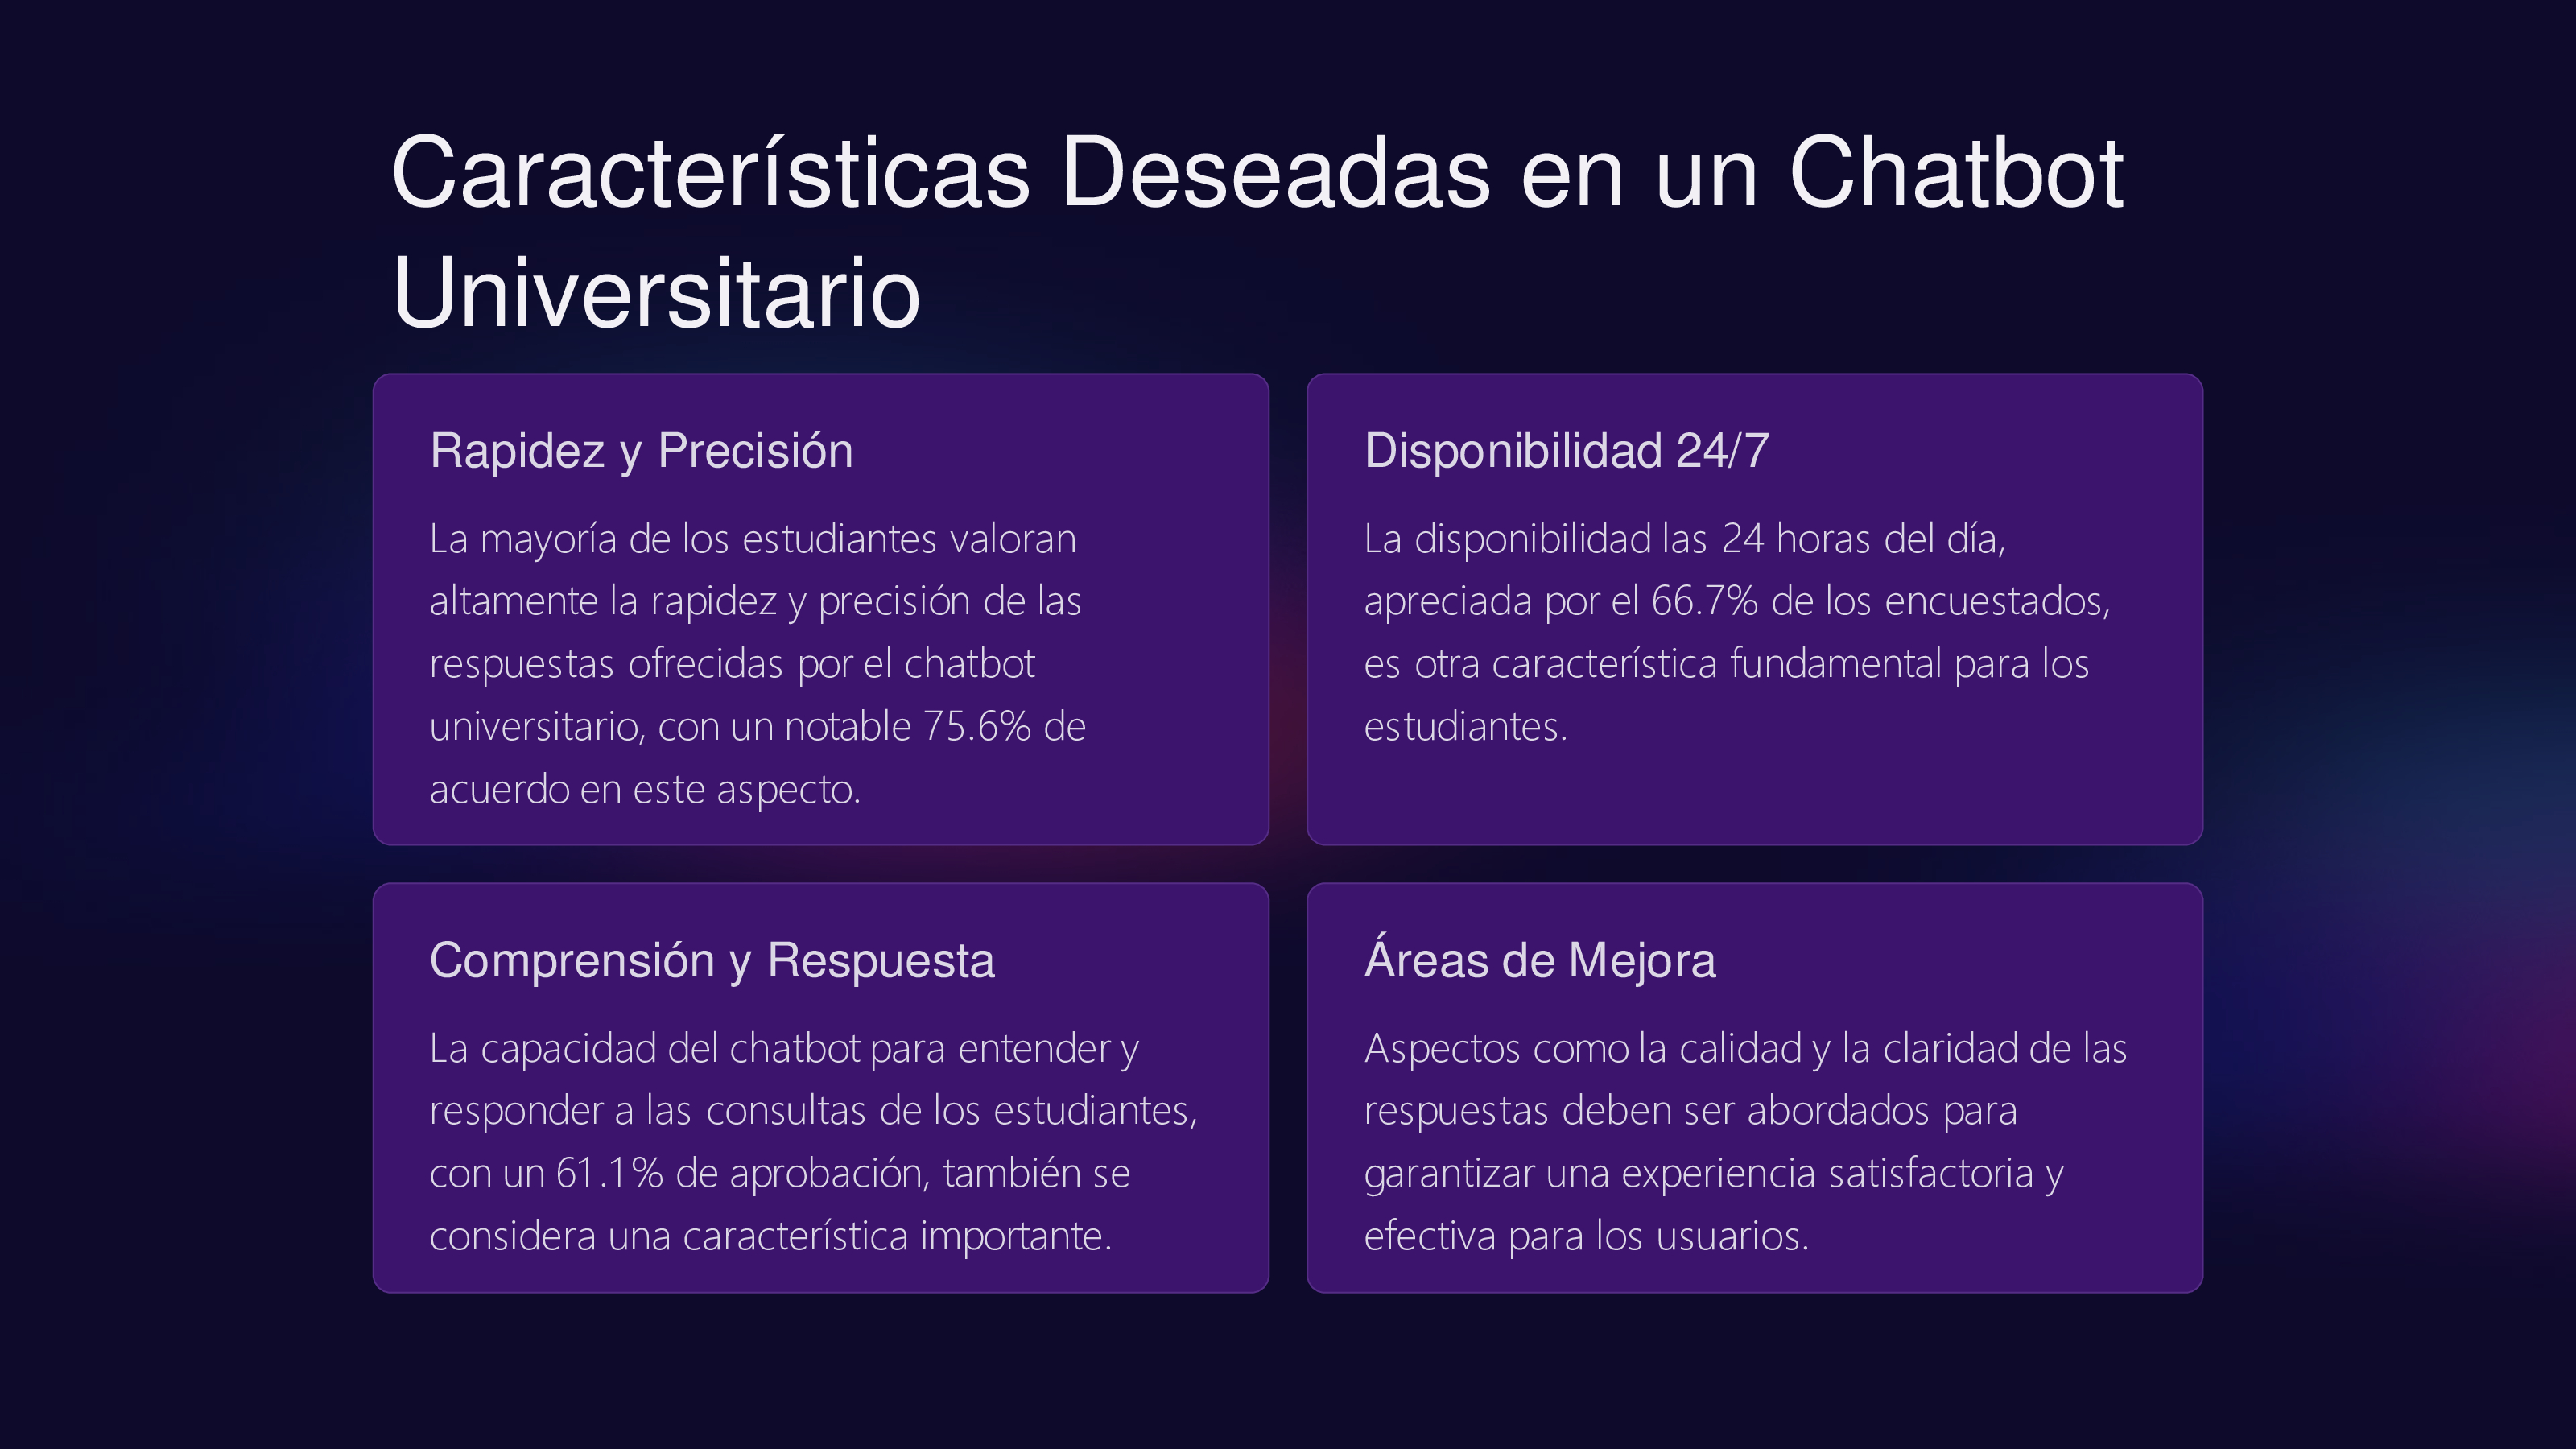 Características Deseadas en un Chatbot
Universitario
Rapidez y Precisión
La mayoría de los estudiantes valoran
altamente la rapidez y precisión de las
respuestas ofrecidas por el chatbot
universitario, con un notable 75.6% de
acuerdo en este aspecto.
Disponibilidad 24/7
La disponibilidad las 24 horas del día,
apreciada por el 66.7% de los encuestados,
es otra característica fundamental para los
estudiantes.
Comprensión y Respuesta
La capacidad del chatbot para entender y
responder a las consultas de los estudiantes,
con un 61.1% de aprobación, también se
considera una característica importante.
Áreas de Mejora
Aspectos como la calidad y la claridad de las
respuestas deben ser abordados para
garantizar una experiencia satisfactoria y
efectiva para los usuarios.